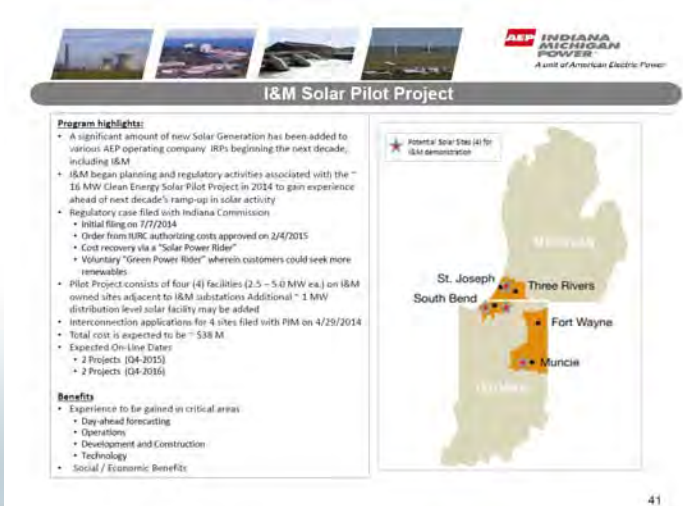 AEP INDIANA
MICHIGAN
POWER
A unit of American Electric Power
I&M Solar Pilot Project
Program highlights:
• A significant amount of new Solar Generation has been added to
various AEP operating company IRPs beginning the next decade,
including I&M
• I&M began planning and regulatory activities associated with the ~
16 MW Clean Energy Solar Pilot Project in 2014 to gain experience
ahead of next decade's ramp-up in solar activity
• Regulatory case filed with Indiana Commission
• Initial filing on 7/7/2014
• Order from IURC authorizing costs approved on 2/4/2015
• Cost recovery via a "Solar Power Rider"
• Voluntary "Green Power Rider" wherein customers could seek more
renewables
• Pilot Project consists of four (4) facilities (2.5 – 5.0 MW ea.) on I&M
owned sites adjacent to I&M substations Additional ~ 1 MW
distribution level solar facility may be added
• Interconnection applications for 4 sites filed with PJM on 4/29/2014
• Total cost is expected to be ~ $38 M
• Expected On-Line Dates
• 2 Projects (Q4-2015)
• 2 Projects (Q4-2016)
Benefits
• Experience to be gained in critical areas
• Day-ahead forecasting
• Operations
• Development and Construction
• Technology
• Social / Economic Benefits
Potential Solar Sites (4) for
I&M demonstration
MICHIGAN
St. Joseph
Three Rivers
South Bend
Fort Wayne
Muncie
INDIANA
41